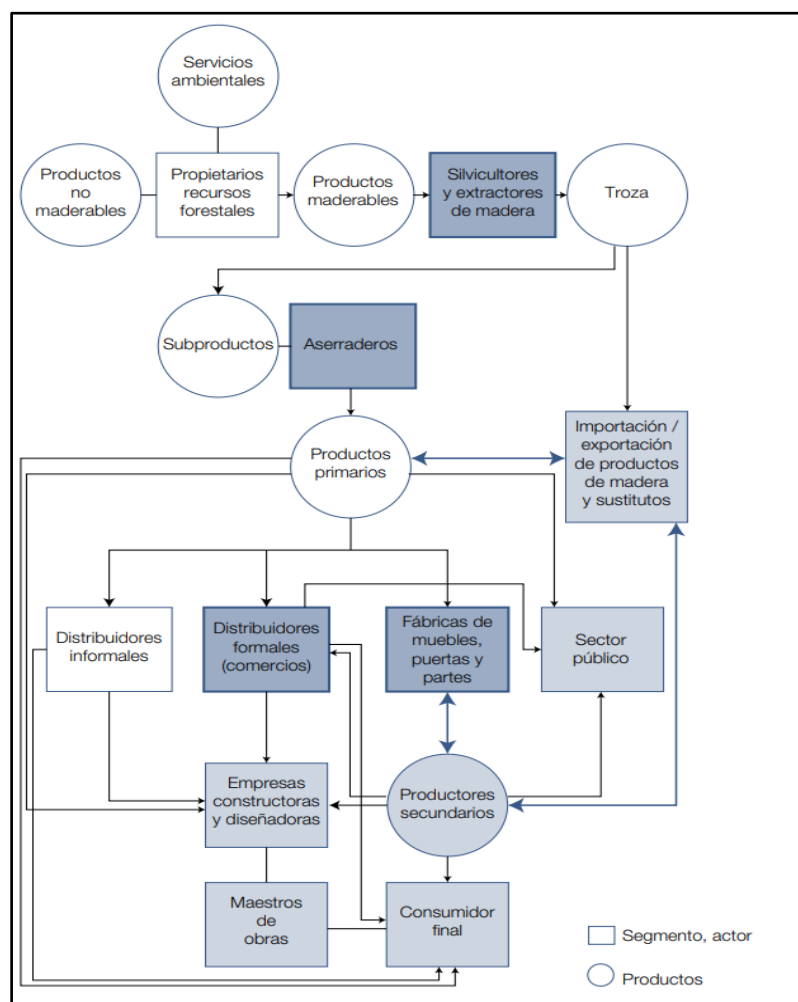 Servicios
ambientales
Productos
no
maderables
Propietarios
recursos
forestales
Productos
maderables
Silvicultores
y extractores
de madera
Troza
Subproductos
Aserraderos
Productos
primarios
Importación /
exportación
de productos
de madera
y sustitutos
Distribuidores
informales
Distribuidores
formales
(comercios)
Fábricas de
muebles,
puertas y
partes
Sector
público
Empresas
constructoras
y diseñadoras
Productores
secundarios
Maestros
de
obras
Consumidor
final
Segmento, actor
Productos